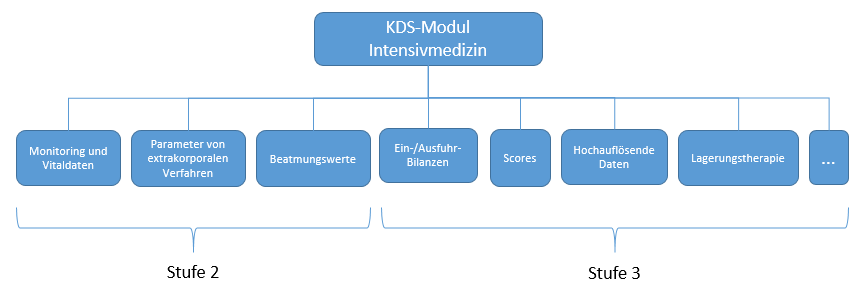 KDS-Modul
Intensivmedizin
Monitoring und
Vitaldaten
Parameter von
extrakorporalen
Verfahren
Beatmungswerte
Ein-/Ausfuhr-
Bilanzen
Scores
Hochauflösende
Daten
Lagerungstherapie
...
Stufe 2
Stufe 3